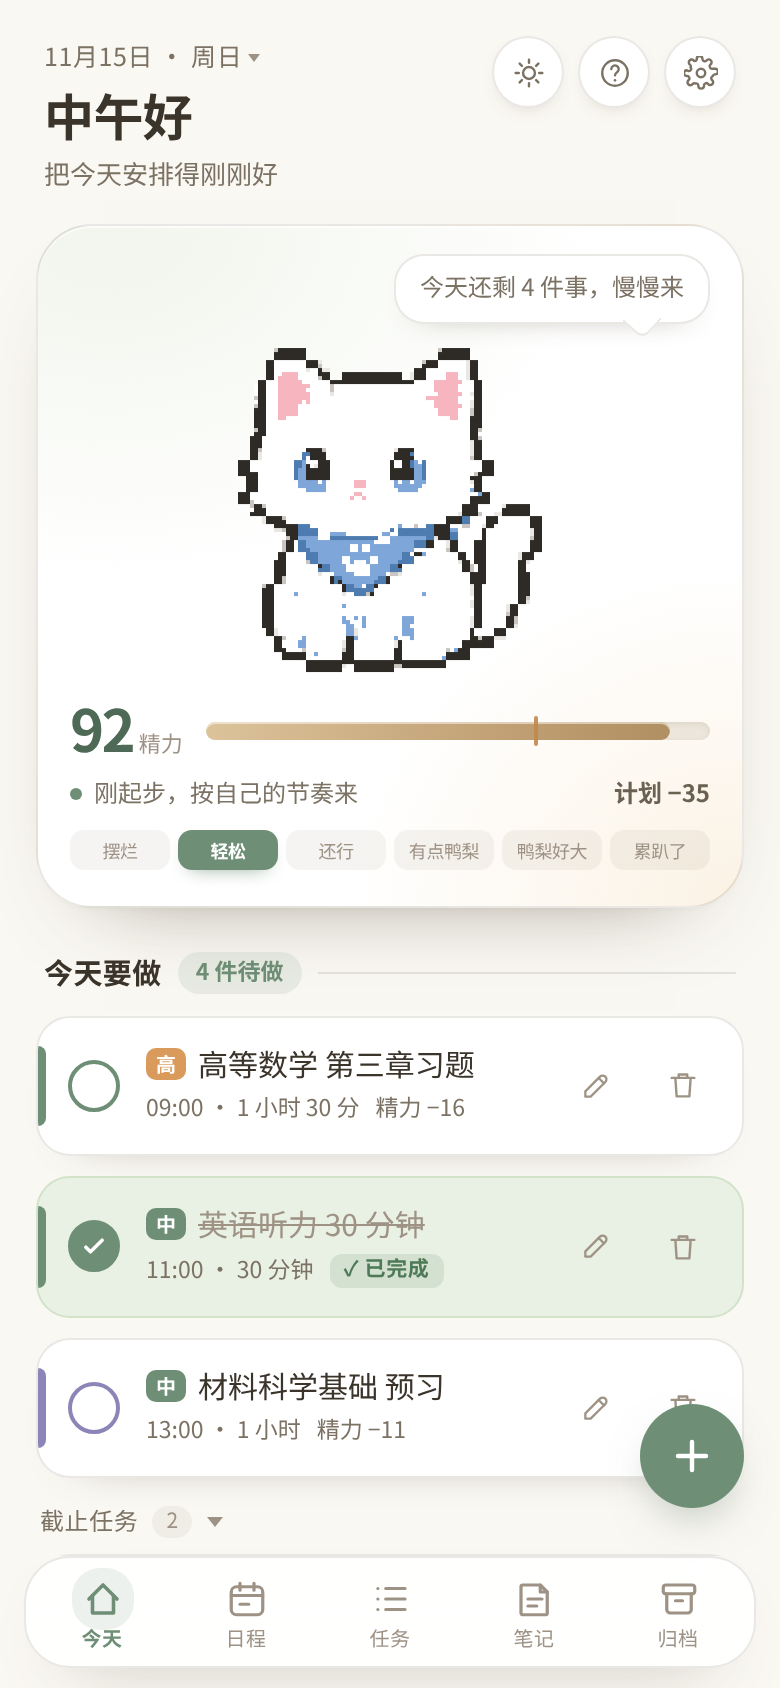 11月15日 · 周日
中午好
把今天安排得刚刚好
今天还剩 4 件事，慢慢来
92 精力
刚起步，按自己的节奏来
计划 −35
摆烂 轻松 还行 有点鸭梨 鸭梨好大 累趴了
今天要做 4 件待做
高 高等数学 第三章习题
09:00 · 1 小时 30 分 精力 −16
中 英语听力 30 分钟
11:00 · 30 分钟 ✓ 已完成
中 材料科学基础 预习
13:00 · 1 小时 精力 −11
截止任务 2
今天 日程 任务 笔记 归档